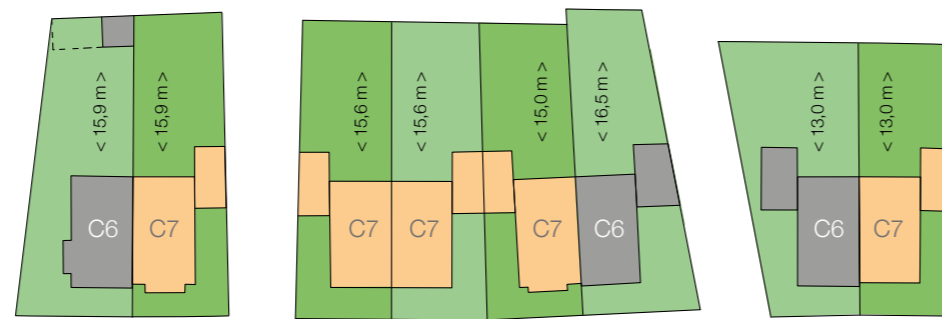 < 15,9 m >
< 15,9 m >
C6
C7
< 15,6 m >
< 15,6 m >
< 15,0 m >
< 16,5 m >
C7
C7
C7
C6
< 13,0 m >
< 13,0 m >
C6
C7